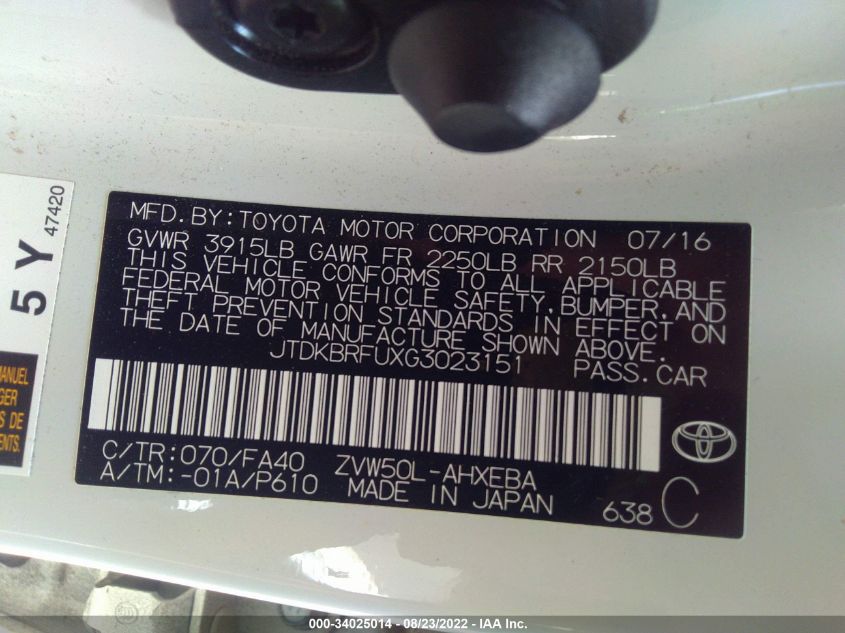 MFD.BY:TOYOTA MOTOR CORPORATION 07/16
GVWR 3915LB GAWR FR 2250LB RR 2150LB
THIS VEHICLE CONFORMS TO ALL APPLICABLE
FEDERAL MOTOR VEHICLE SAFETY,BUMPER,AND
THEFT PREVENTION STANDARDS IN EFFECT ON
THE DATE OF MANUFACTURE SHOWN ABOVE.
JTDKBRFUXG3023151 PASS.CAR
C/TR:070/FA40 ZVW50L-AHXEBA
A/TM:-01A/P610 MADE IN JAPAN
638 C
5 Y
47420
MANUEL
DE
000-34025014 - 08/23/2022 - IAA Inc.